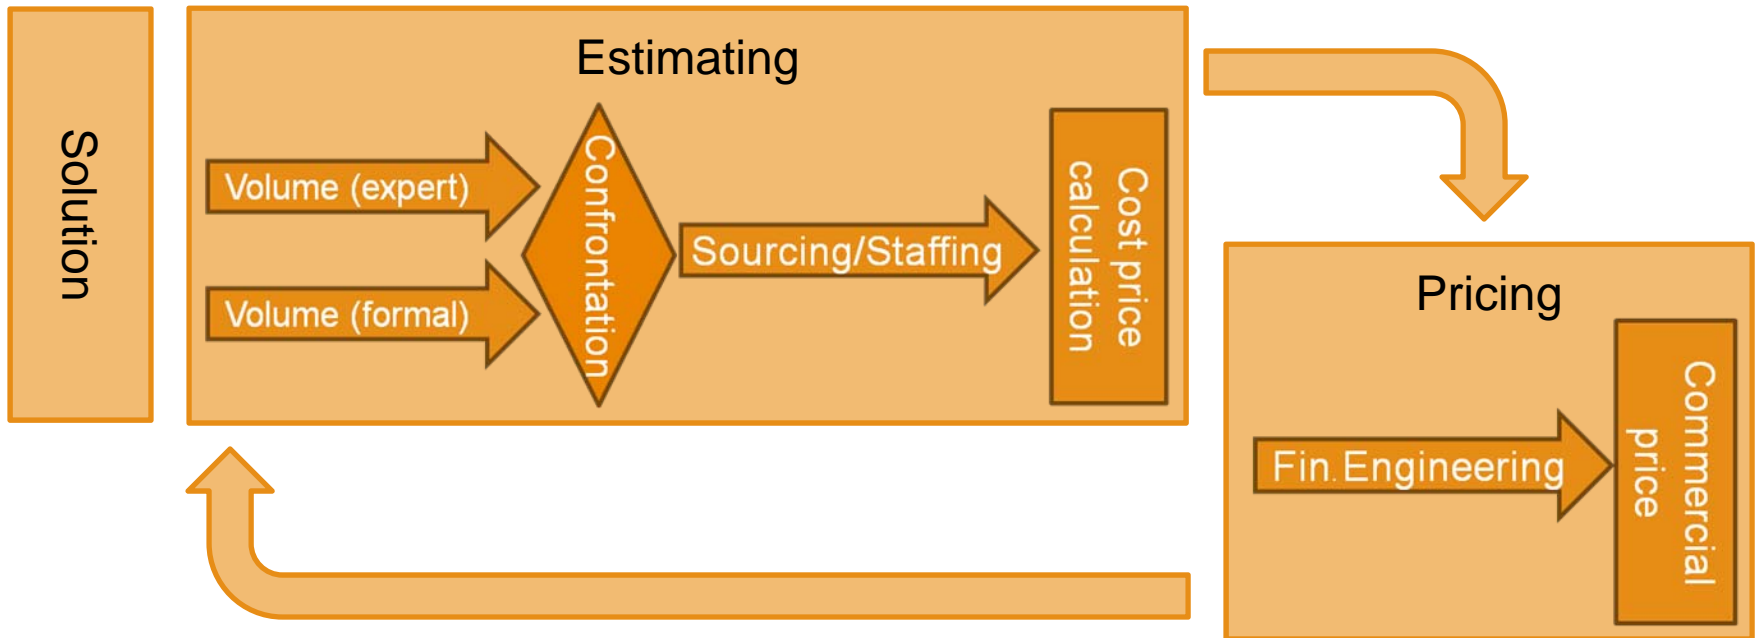 Solution
Estimating
Volume (expert)
Volume (formal)
Confrontation
Sourcing/Staffing
Cost price
calculation
Pricing
Fin. Engineering
Commercial
price